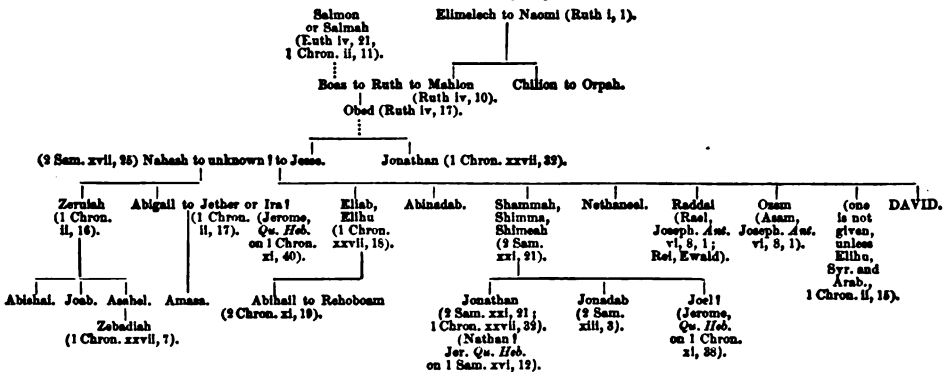 Salmon Elimelech to Naomi (Ruth i, 1).
or Salmah
(Ruth iv, 21,
1 Chron. ii, 11).
Boas to Ruth to Mahlon Chilion to Orpah.
(Ruth iv, 10).
Obed (Ruth iv, 17).
(2 Sam. xvii, 25) Nahash to unknown? to Jesse. Jonathan (1 Chron. xxvii, 32).
Zeruiah
(1 Chron.
ii, 16).
Abigail to Jether or Ira?
(1 Chron.
ii, 17).
(Jerome,
Qu. Heb.
on 1 Chron.
xi, 40).
Eliab,
Elihu
(1 Chron.
xxvii, 18).
Abinadab.
Shammah,
Shimma,
Shimeah
(2 Sam.
xxi, 21).
Nethaneel.
Raddai
(Rael,
Joseph. Ant.
vi, 8, 1;
Rei, Ewald).
Ozem
(Asam,
Joseph. Ant.
vi, 8, 1).
(one
is not
given,
unless
Elihu,
Syr. and
Arab.,
1 Chron. ii, 15).
DAVID.
Abishai. Joab. Asahel. Amasa.
Zebadiah
(1 Chron. xxvii, 7).
Abihail to Rehoboam
(2 Chron. xi, 19).
Jonathan
(2 Sam. xxi, 21;
1 Chron. xxvii, 32)
(Nathan?
Jer. Qu. Heb.
on 1 Sam. xvi, 12).
Jonadab
(2 Sam.
xiii, 3).
Joel?
(Jerome,
Qu. Heb.
on 1 Chron.
xi, 38).